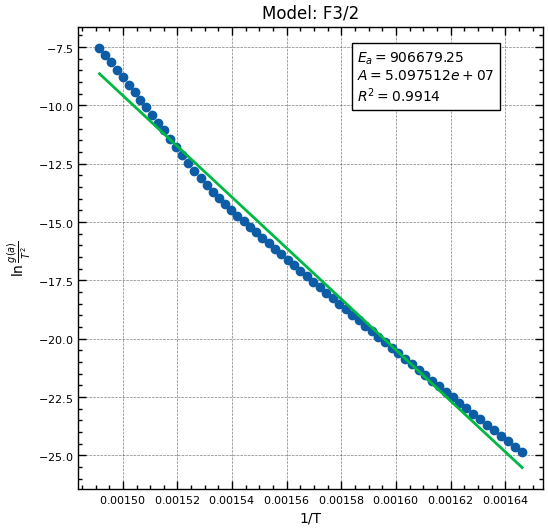 Model: F3/2
E_a = 906679.25
A = 5.097512e + 07
R² = 0.9914
−7.5
−10.0
−12.5
−15.0
−17.5
−20.0
−22.5
−25.0
ln g(a)/T²
0.00150 0.00152 0.00154 0.00156 0.00158 0.00160 0.00162 0.00164
1/T